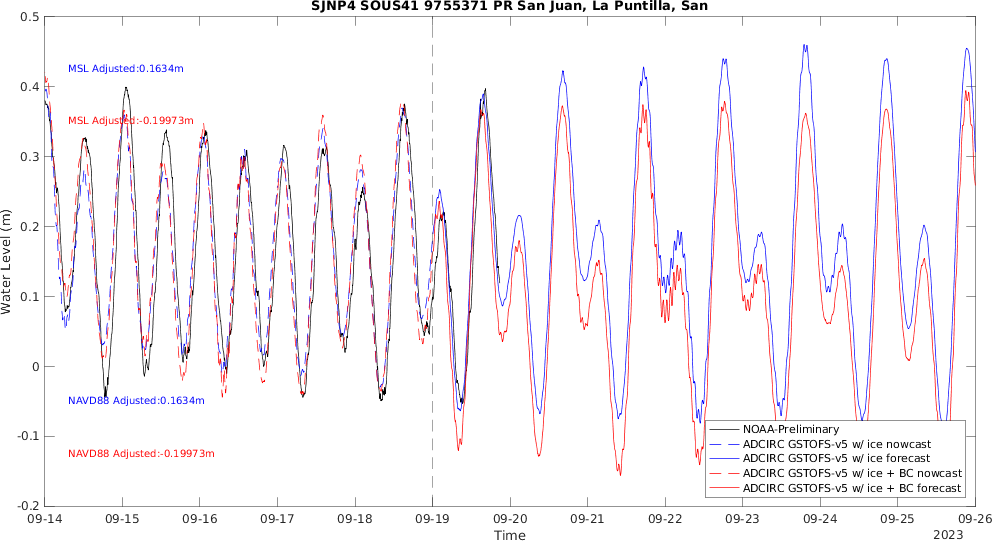 SJNP4 SOUS41 9755371 PR San Juan, La Puntilla, San
0.5
0.4
0.3
0.2
0.1
0
-0.1
-0.2
Water Level (m)
MSL Adjusted:0.1634m
MSL Adjusted:-0.19973m
NAVD88 Adjusted:0.1634m
NAVD88 Adjusted:-0.19973m
NOAA-Preliminary
ADCIRC GSTOFS-v5 w/ ice nowcast
ADCIRC GSTOFS-v5 w/ ice forecast
ADCIRC GSTOFS-v5 w/ ice + BC nowcast
ADCIRC GSTOFS-v5 w/ ice + BC forecast
09-14 09-15 09-16 09-17 09-18 09-19 09-20 09-21 09-22 09-23 09-24 09-25 09-26
Time
2023